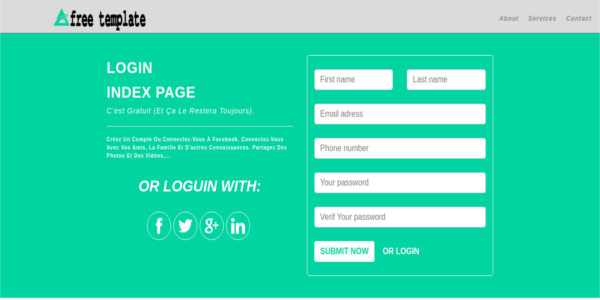 free template
About Services Contact
LOGIN
INDEX PAGE
C'est Gratuit (Et Ça Le Restera Toujours).
Créez Un Compte Ou Connectez-Vous À Facebook. Connectez-Vous
Avec Vos Amis, La Famille Et D'autres Connaissances. Partagez Des
Photos Et Des Vidéos,...
OR LOGUIN WITH:
First name
Last name
Email adress
Phone number
Your password
Verif Your password
SUBMIT NOW OR LOGIN